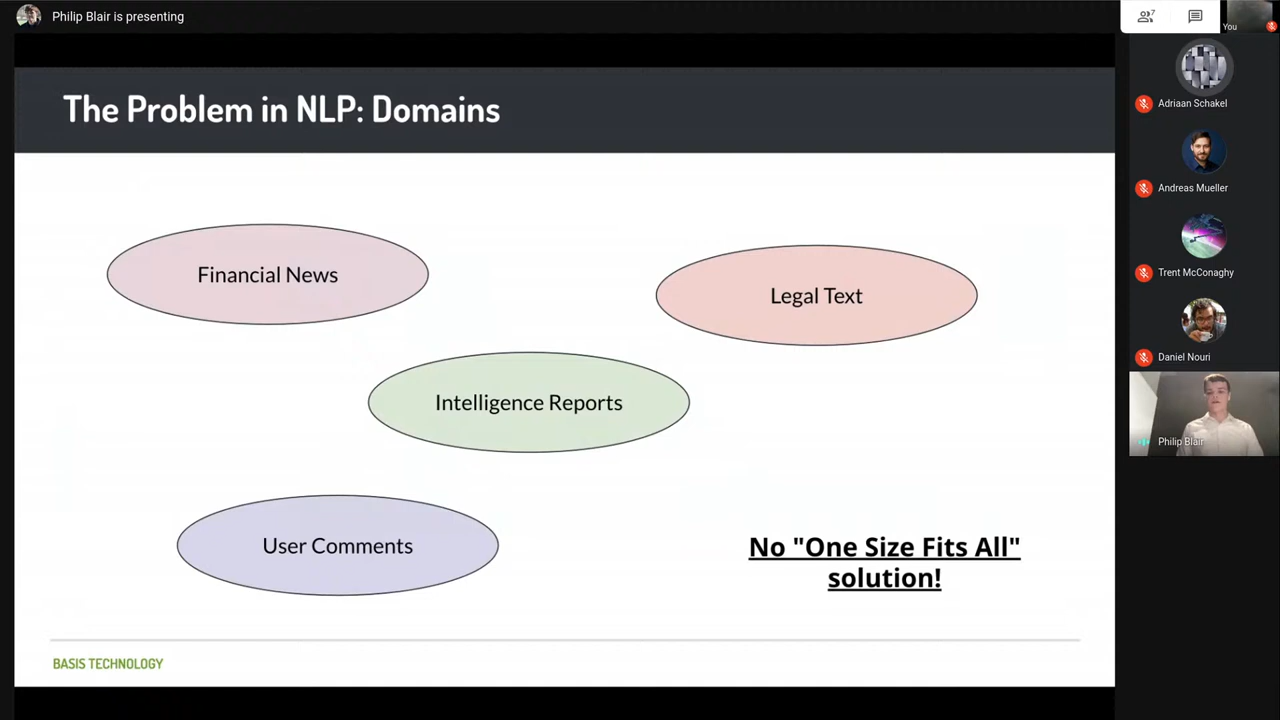 Philip Blair is presenting
7
You
The Problem in NLP: Domains
Financial News
Legal Text
Intelligence Reports
User Comments
No "One Size Fits All"
solution!
BASIS TECHNOLOGY
Adriaan Schakel
Andreas Mueller
Trent McConaghy
Daniel Nouri
Philip Blair